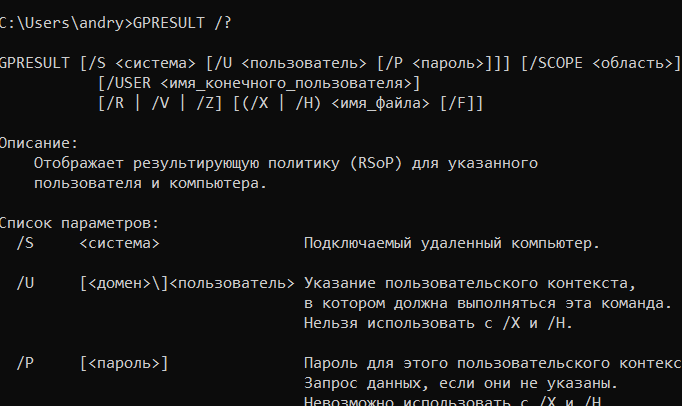 C:\Users\andry>GPRESULT /?
GPRESULT [/S <система> [/U <пользователь> [/P <пароль>]]] [/SCOPE <область>]
[/USER <имя_конечного_пользователя>]
[/R | /V | /Z] [(/X | /H) <имя_файла> [/F]]
Описание:
Отображает результирующую политику (RSoP) для указанного
пользователя и компьютера.
Список параметров:
/S <система> Подключаемый удаленный компьютер.
/U [<домен>\]<пользователь> Указание пользовательского контекста,
в котором должна выполняться эта команда.
Нельзя использовать с /X и /H.
/P [<пароль>] Пароль для этого пользовательского контекс
Запрос данных, если они не указаны.
Невозможно использовать с /X и /H